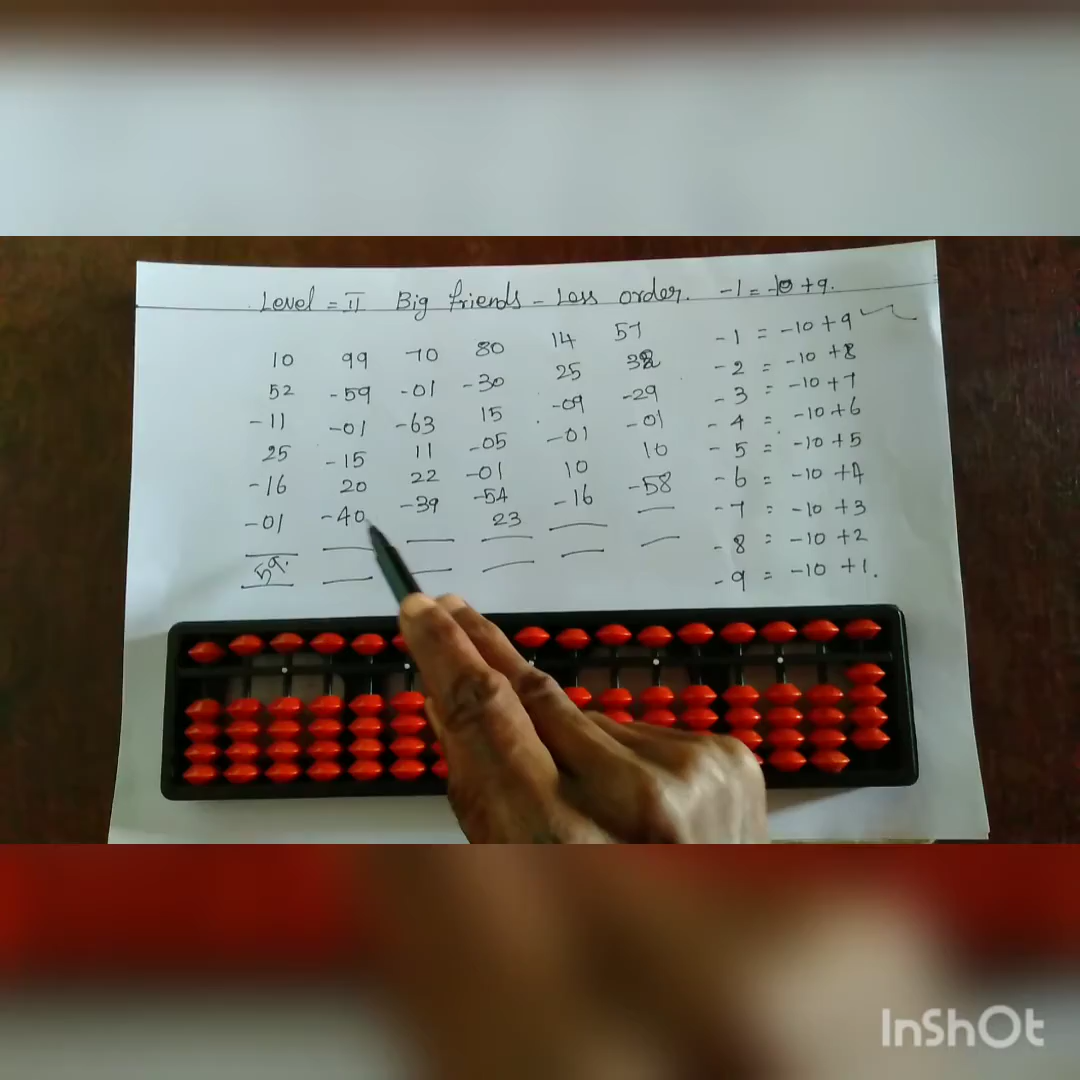 Level = II Big friends - Less order. -1 = -10 +9.
10 99 70 80 14 57 -1 = -10 +9
52 -59 -01 -30 25 38 -2 = -10 +8
-11 -01 -63 15 -09 -29 -3 = -10 +7
25 -15 11 -05 -01 -01 -4 = -10 +6
-16 20 22 -01 10 10 -5 = -10 +5
-01 -40 -39 -54 -16 -58 -6 = -10 +4
59. 23 -7 = -10 +3
-8 = -10 +2
-9 = -10 +1.
InShOt